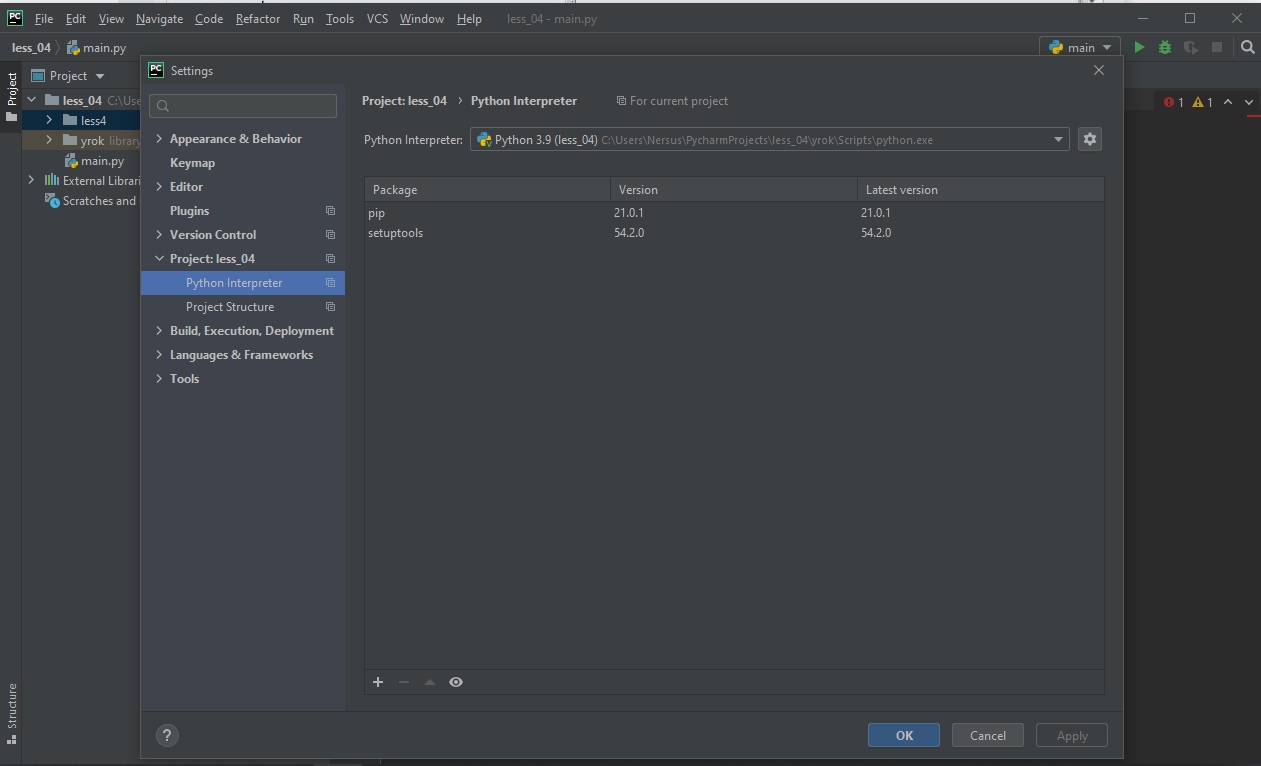 PC File Edit View Navigate Code Refactor Run Tools VCS Window Help less_04 - main.py
less_04 main.py main
Project
Project
less_04 C:\Use
less4
yrok library
main.py
External Librari
Scratches and
Structure
1 1
PC Settings
Appearance & Behavior
Keymap
Editor
Plugins
Version Control
Project: less_04
Python Interpreter
Project Structure
Build, Execution, Deployment
Languages & Frameworks
Tools
Project: less_04 › Python Interpreter For current project
Python Interpreter: Python 3.9 (less_04) C:\Users\Nersus\PycharmProjects\less_04\yrok\Scripts\python.exe
Package Version Latest version
pip 21.0.1 21.0.1
setuptools 54.2.0 54.2.0
?
OK Cancel Apply